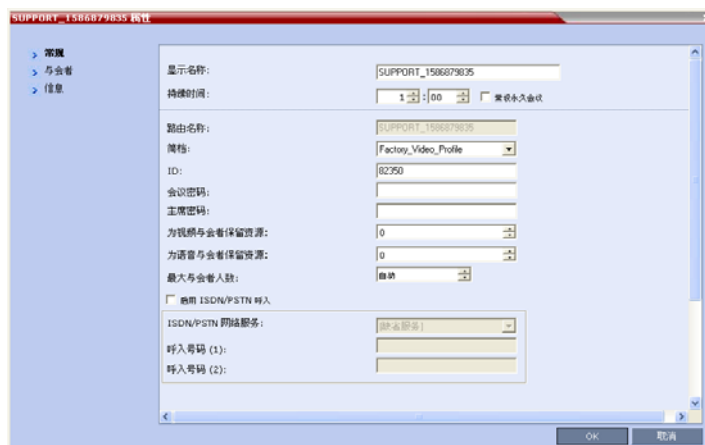 SUPPORT_1586879835 属性
常规
与会者
信息
显示名称: SUPPORT_1586879835
持续时间: 1 : 00 常设永久会议
路由名称: SUPPORT_1586879835
简档: Factory_Video_Profile
ID: 82350
会议密码:
主席密码:
为视频与会者保留资源: 0
为语音与会者保留资源: 0
最大与会者人数: 自动
启用 ISDN/PSTN 呼入
ISDN/PSTN 网络服务: [缺省服务]
呼入号码 (1):
呼入号码 (2):
OK 取消